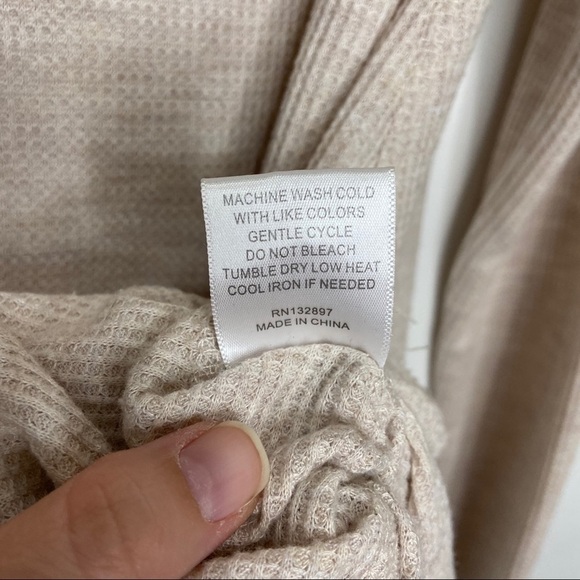 MACHINE WASH COLD
WITH LIKE COLORS
GENTLE CYCLE
DO NOT BLEACH
TUMBLE DRY LOW HEAT
COOL IRON IF NEEDED
RN132897
MADE IN CHINA